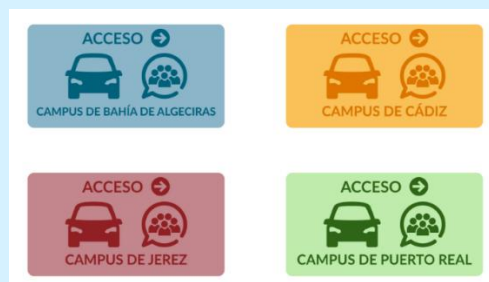 ACCESO
CAMPUS DE BAHÍA DE ALGECIRAS
ACCESO
CAMPUS DE CÁDIZ
ACCESO
CAMPUS DE JEREZ
ACCESO
CAMPUS DE PUERTO REAL